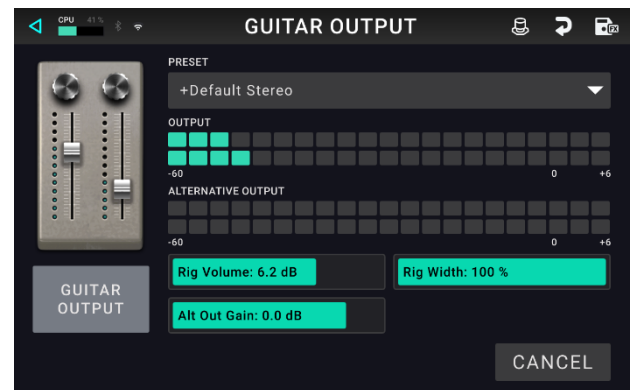 CPU 41%
GUITAR OUTPUT
FX
PRESET
+Default Stereo
OUTPUT
-60 0 +6
ALTERNATIVE OUTPUT
-60 0 +6
Rig Volume: 6.2 dB Rig Width: 100 %
GUITAR
OUTPUT
Alt Out Gain: 0.0 dB
CANCEL